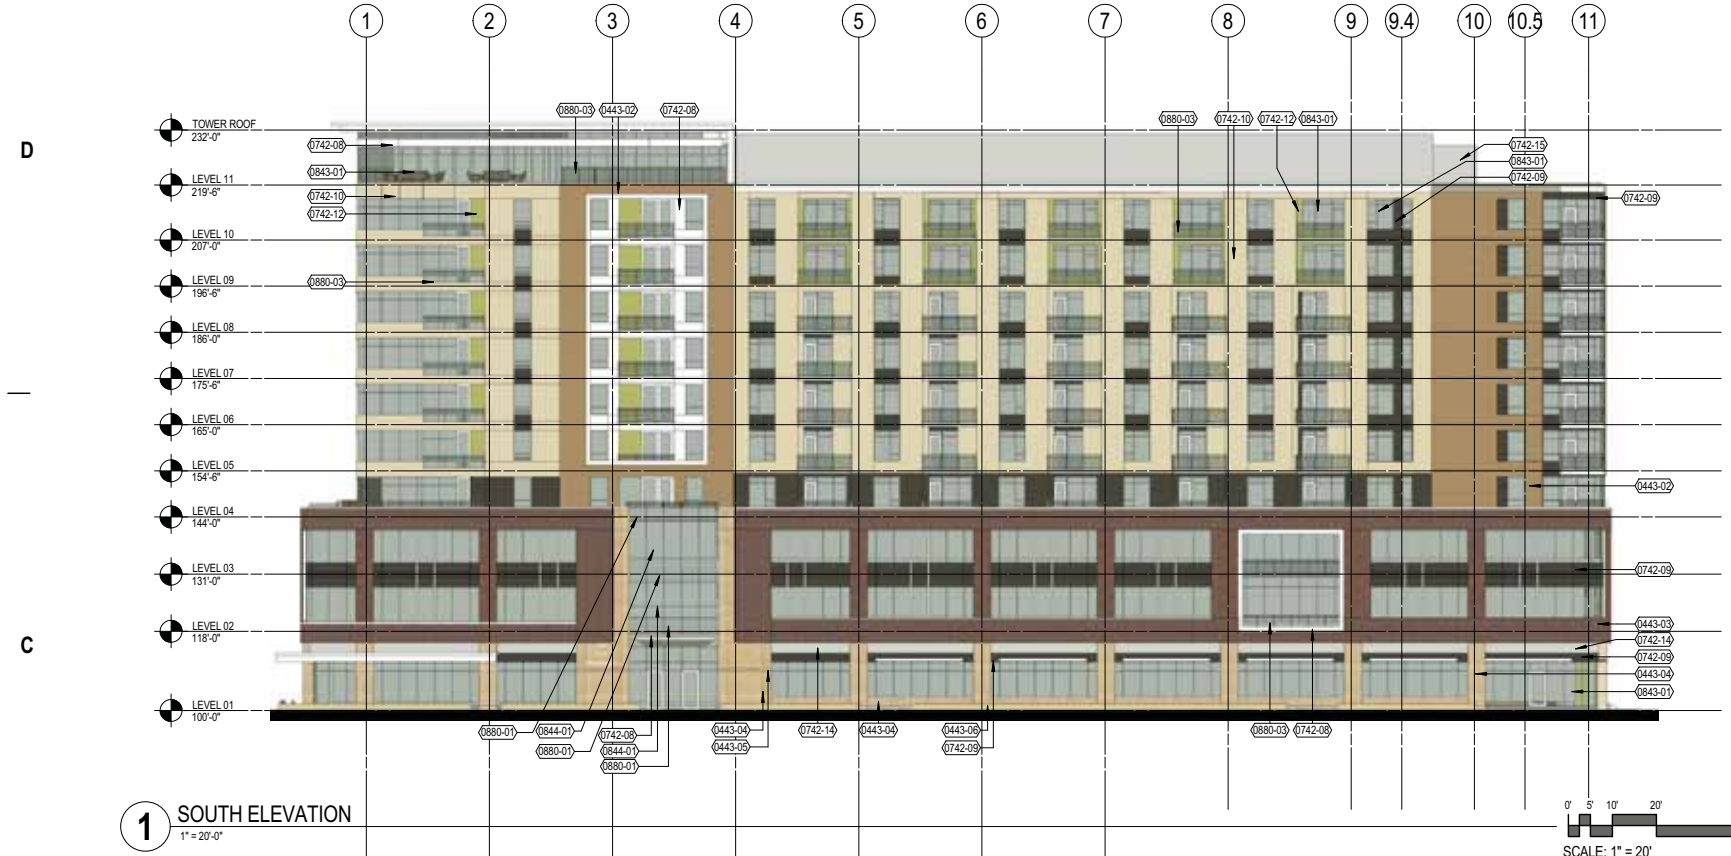 1 2 3 4 5 6 7 8 9 9.4 10 10.5 11
D
C
TOWER ROOF
232'-0"
LEVEL 11
219'-6"
LEVEL 10
207'-0"
LEVEL 09
196'-6"
LEVEL 08
186'-0"
LEVEL 07
175'-6"
LEVEL 06
165'-0"
LEVEL 05
154'-6"
LEVEL 04
144'-0"
LEVEL 03
131'-0"
LEVEL 02
118'-0"
LEVEL 01
100'-0"
0742-08
0843-01
0742-10
0742-12
0880-03
0880-03 0443-02 0742-08
0880-03 0742-10 0742-12 0843-01
0742-15
0843-01
0742-09
0742-09
0443-02
0742-09
0443-03
0742-14
0742-09
0443-04
0843-01
0880-01 0844-01 0742-08
0880-01 0844-01
0880-01
0443-04 0742-14 0443-04 0443-06
0443-05 0742-09
0880-03 0742-08
1 SOUTH ELEVATION
1" = 20'-0"
0' 5' 10' 20'
SCALE: 1" = 20'